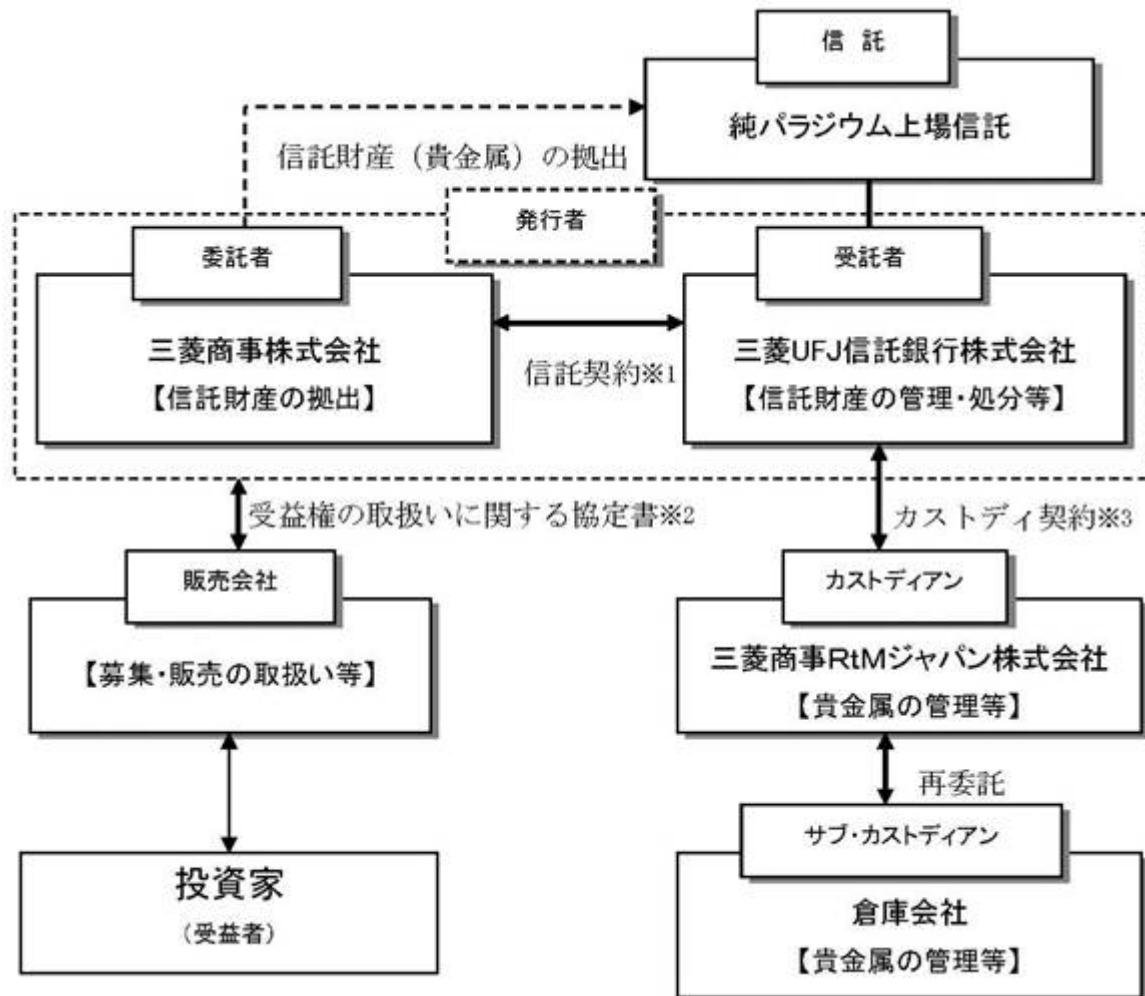 信 託
純パラジウム上場信託
信託財産（貴金属）の拠出
発行者
委託者
三菱商事株式会社
【信託財産の拠出】
信託契約※1
受託者
三菱UFJ信託銀行株式会社
【信託財産の管理・処分等】
受益権の取扱いに関する協定書※2
カストディ契約※3
販売会社
【募集・販売の取扱い等】
カストディアン
三菱商事RtMジャパン株式会社
【貴金属の管理等】
再委託
投資家
（受益者）
サブ・カストディアン
倉庫会社
【貴金属の管理等】